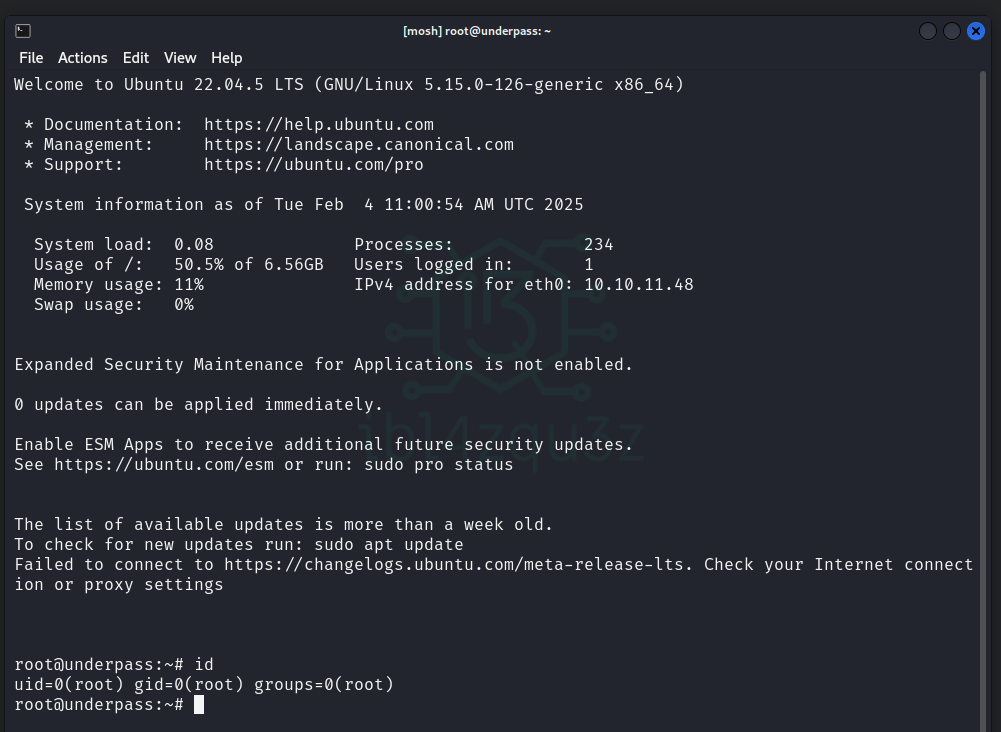 [mosh] root@underpass: ~
File Actions Edit View Help
Welcome to Ubuntu 22.04.5 LTS (GNU/Linux 5.15.0-126-generic x86_64)
* Documentation:  https://help.ubuntu.com
* Management:     https://landscape.canonical.com
* Support:        https://ubuntu.com/pro
System information as of Tue Feb  4 11:00:54 AM UTC 2025
System load:  0.08              Processes:             234
Usage of /:   50.5% of 6.56GB   Users logged in:       1
Memory usage: 11%               IPv4 address for eth0: 10.10.11.48
Swap usage:   0%
Expanded Security Maintenance for Applications is not enabled.
0 updates can be applied immediately.
Enable ESM Apps to receive additional future security updates.
See https://ubuntu.com/esm or run: sudo pro status
The list of available updates is more than a week old.
To check for new updates run: sudo apt update
Failed to connect to https://changelogs.ubuntu.com/meta-release-lts. Check your Internet connect
ion or proxy settings
root@underpass:~# id
uid=0(root) gid=0(root) groups=0(root)
root@underpass:~#